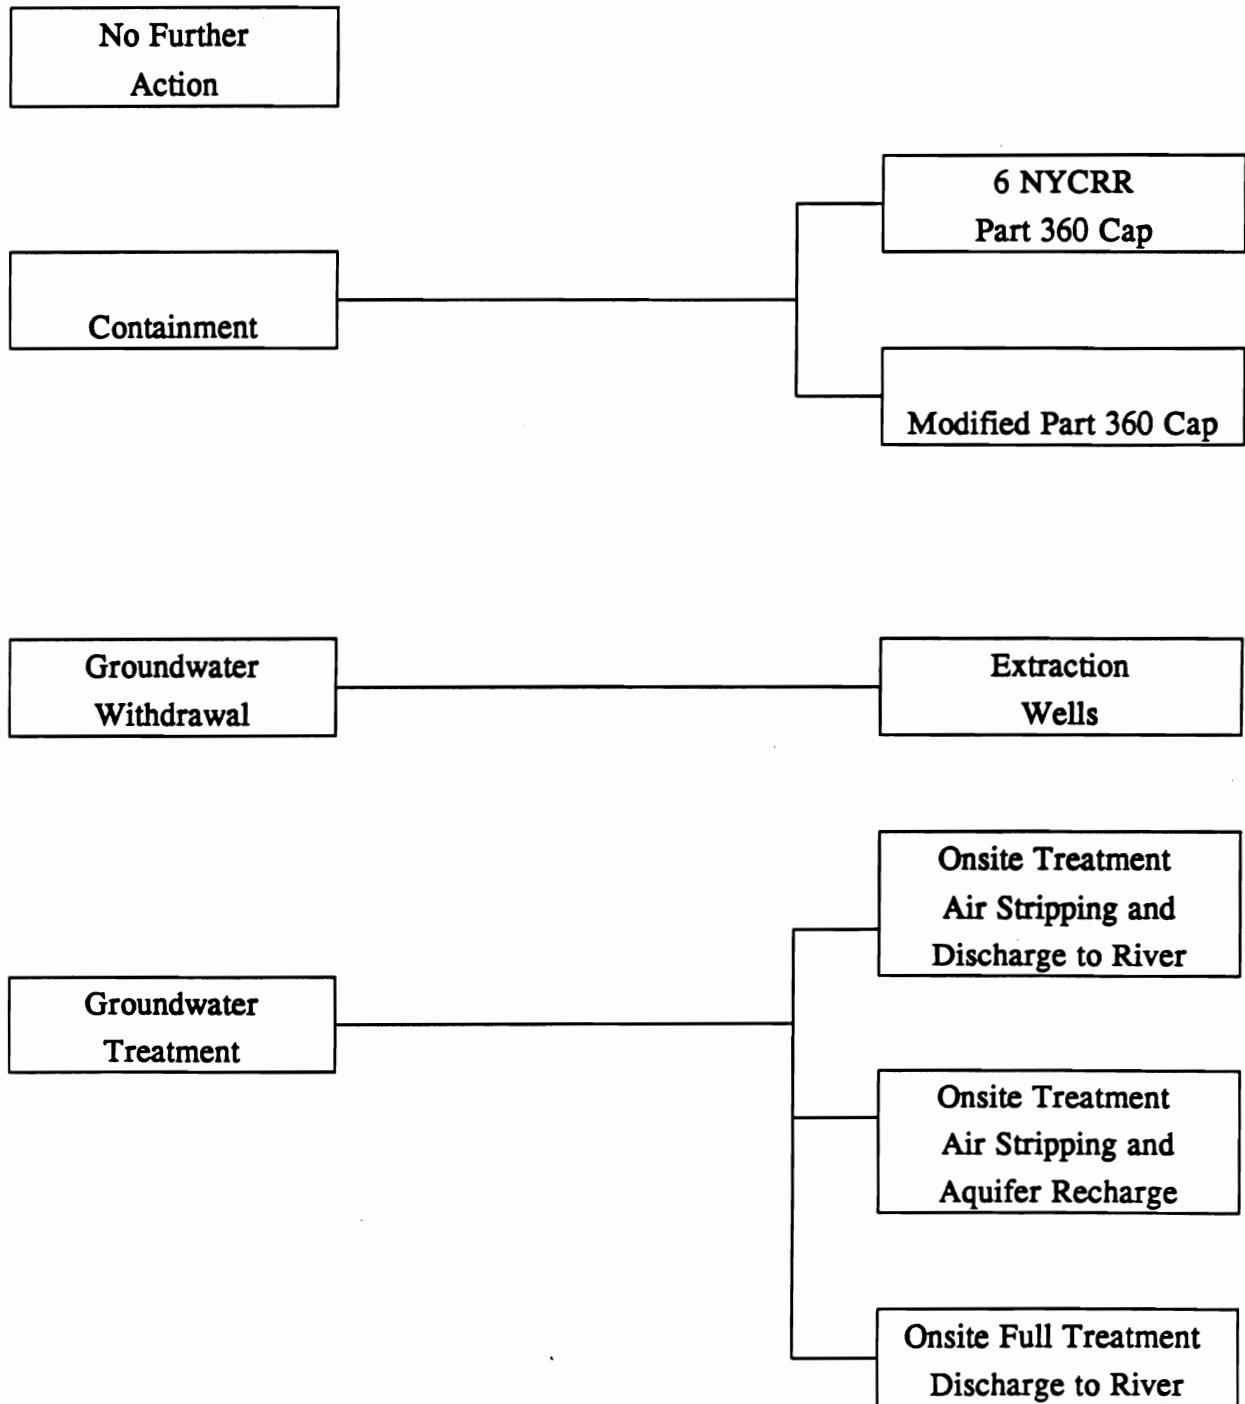 No Further
Action
6 NYCRR
Part 360 Cap
Containment
Modified Part 360 Cap
Groundwater
Withdrawal
Extraction
Wells
Onsite Treatment
Air Stripping and
Discharge to River
Groundwater
Treatment
Onsite Treatment
Air Stripping and
Aquifer Recharge
Onsite Full Treatment
Discharge to River